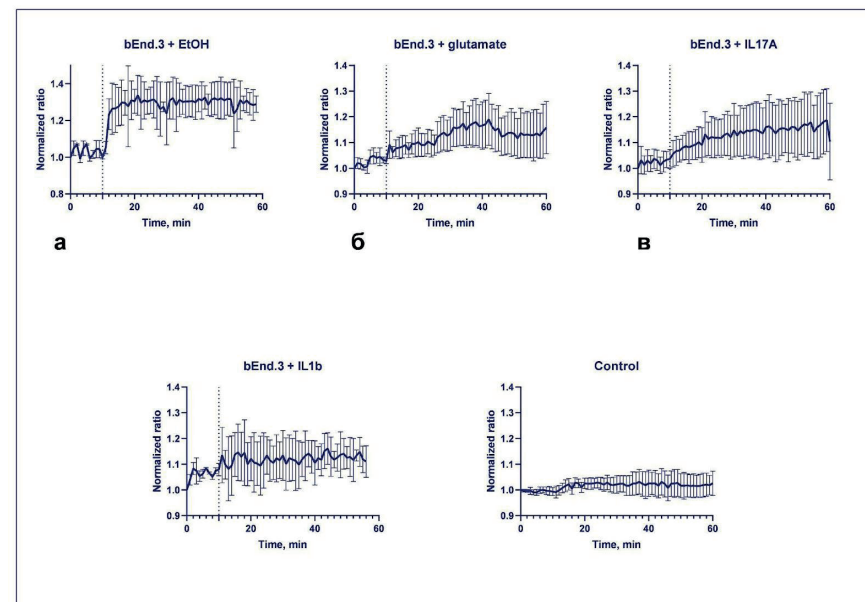 bEnd.3 + EtOH
Normalized ratio
1.4
1.2
1.0
0.8
0
20
40
60
Time, min
а
bEnd.3 + glutamate
Normalized ratio
1.4
1.3
1.2
1.1
1.0
0.9
0
20
40
60
Time, min
б
bEnd.3 + IL17A
Normalized ratio
1.4
1.3
1.2
1.1
1.0
0.9
0
20
40
60
Time, min
в
bEnd.3 + IL1b
Normalized ratio
1.4
1.3
1.2
1.1
1.0
0.9
0
20
40
60
Time, min
Control
Normalized ratio
1.4
1.3
1.2
1.1
1.0
0.9
0
20
40
60
Time, min